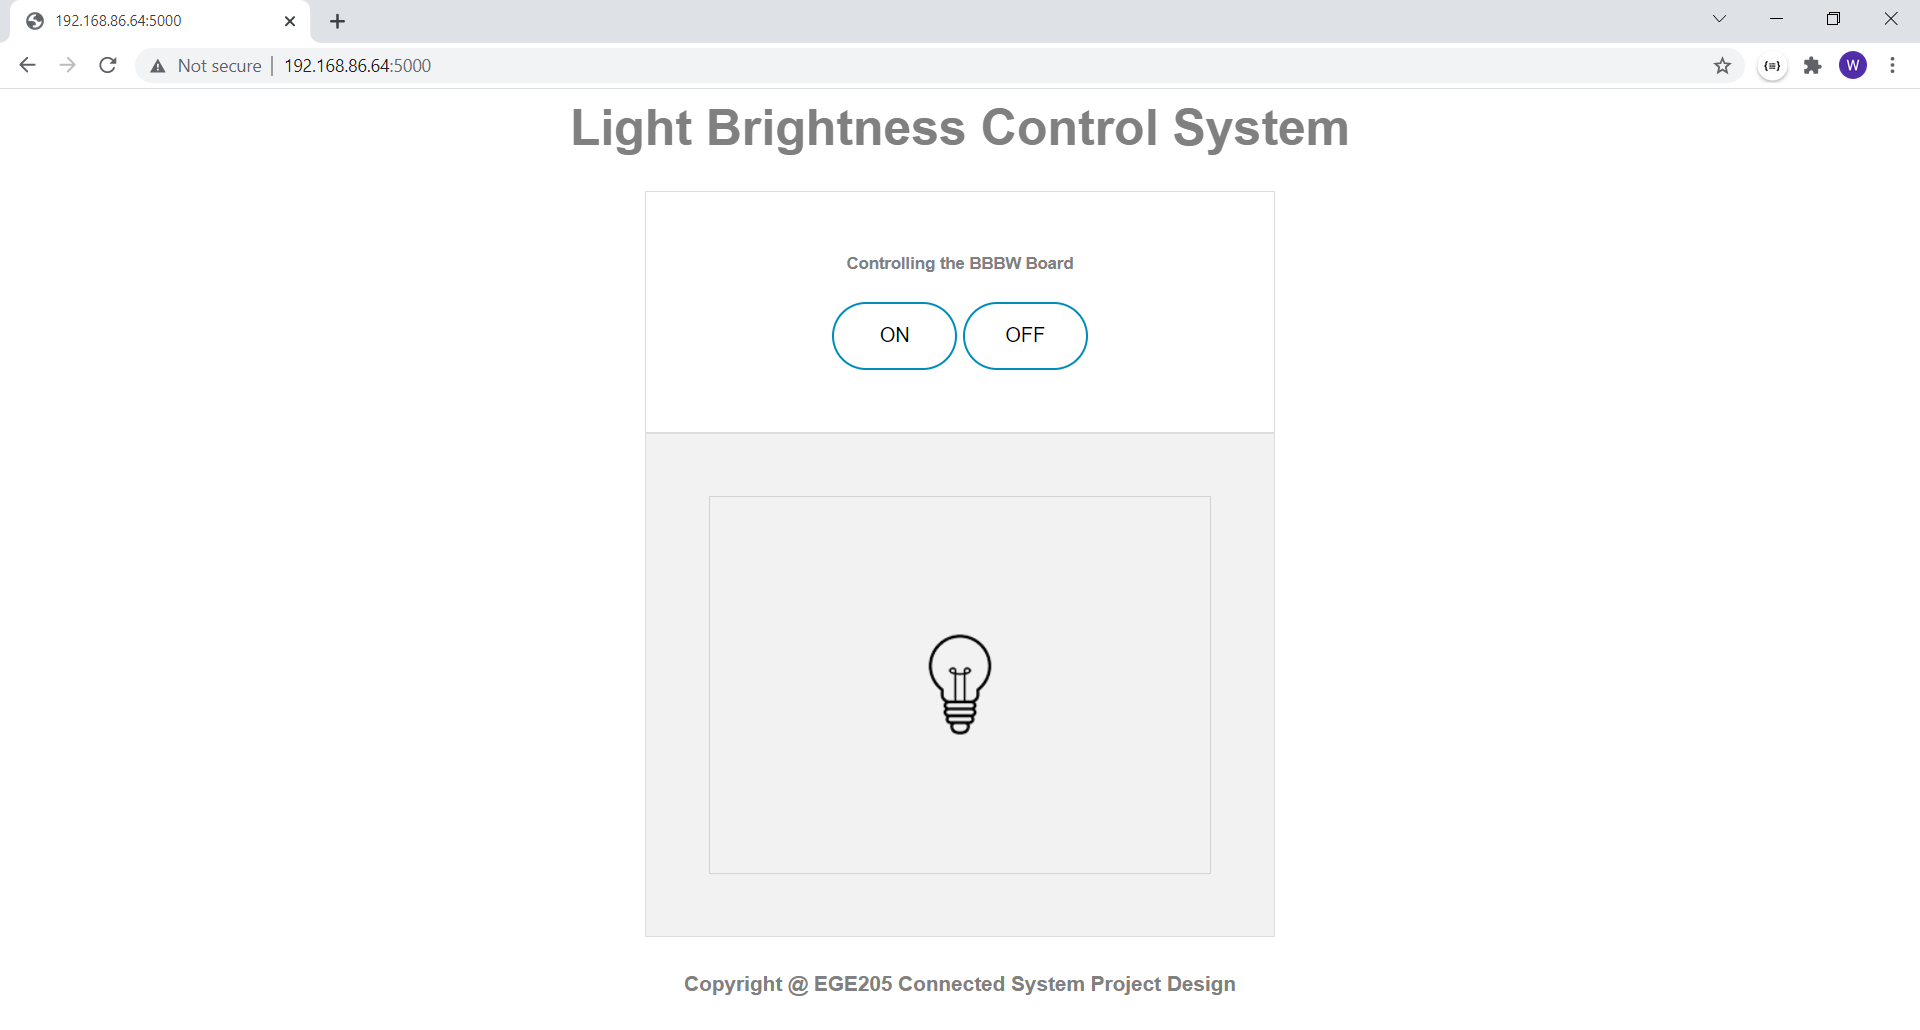 192.168.86.64:5000
Not secure | 192.168.86.64:5000
W
Light Brightness Control System
Controlling the BBBW Board
ON OFF
Copyright @ EGE205 Connected System Project Design